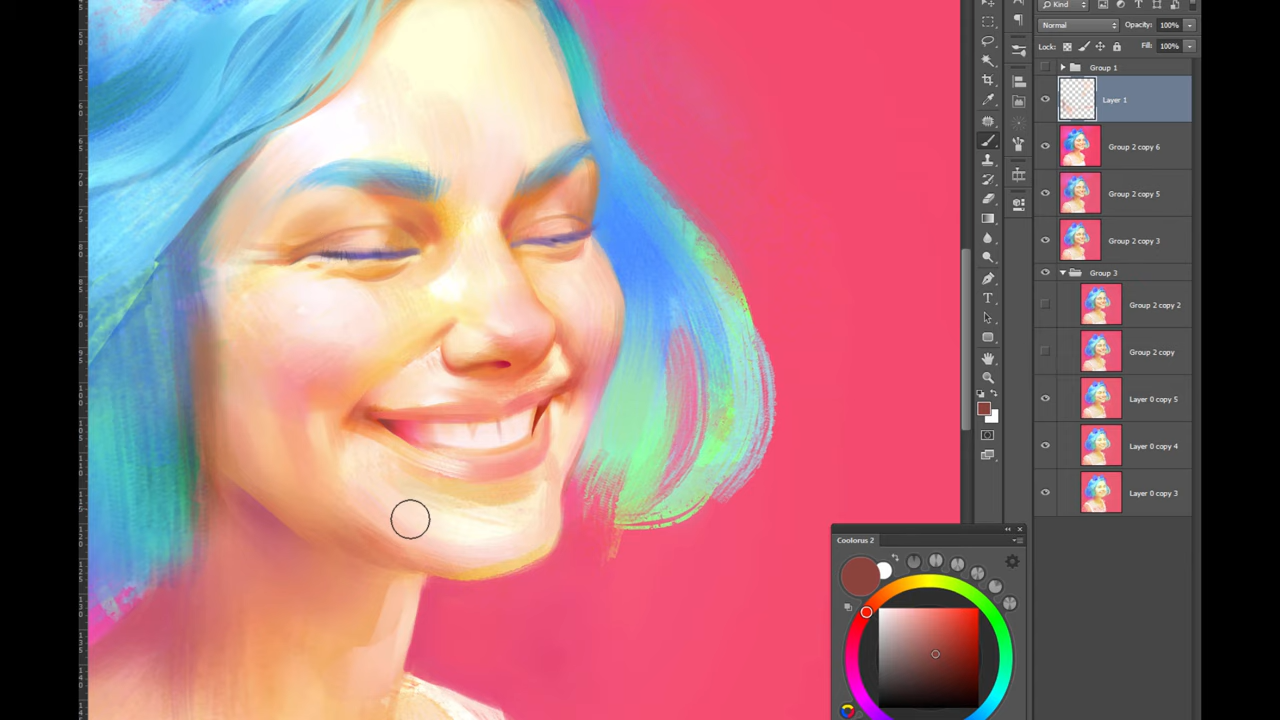 Kind
Normal
Opacity: 100%
Lock:
Fill: 100%
Group 1
Layer 1
Group 2 copy 6
Group 2 copy 5
Group 2 copy 3
Group 3
Group 2 copy 2
Group 2 copy
Layer 0 copy 5
Layer 0 copy 4
Layer 0 copy 3
Coolorus 2